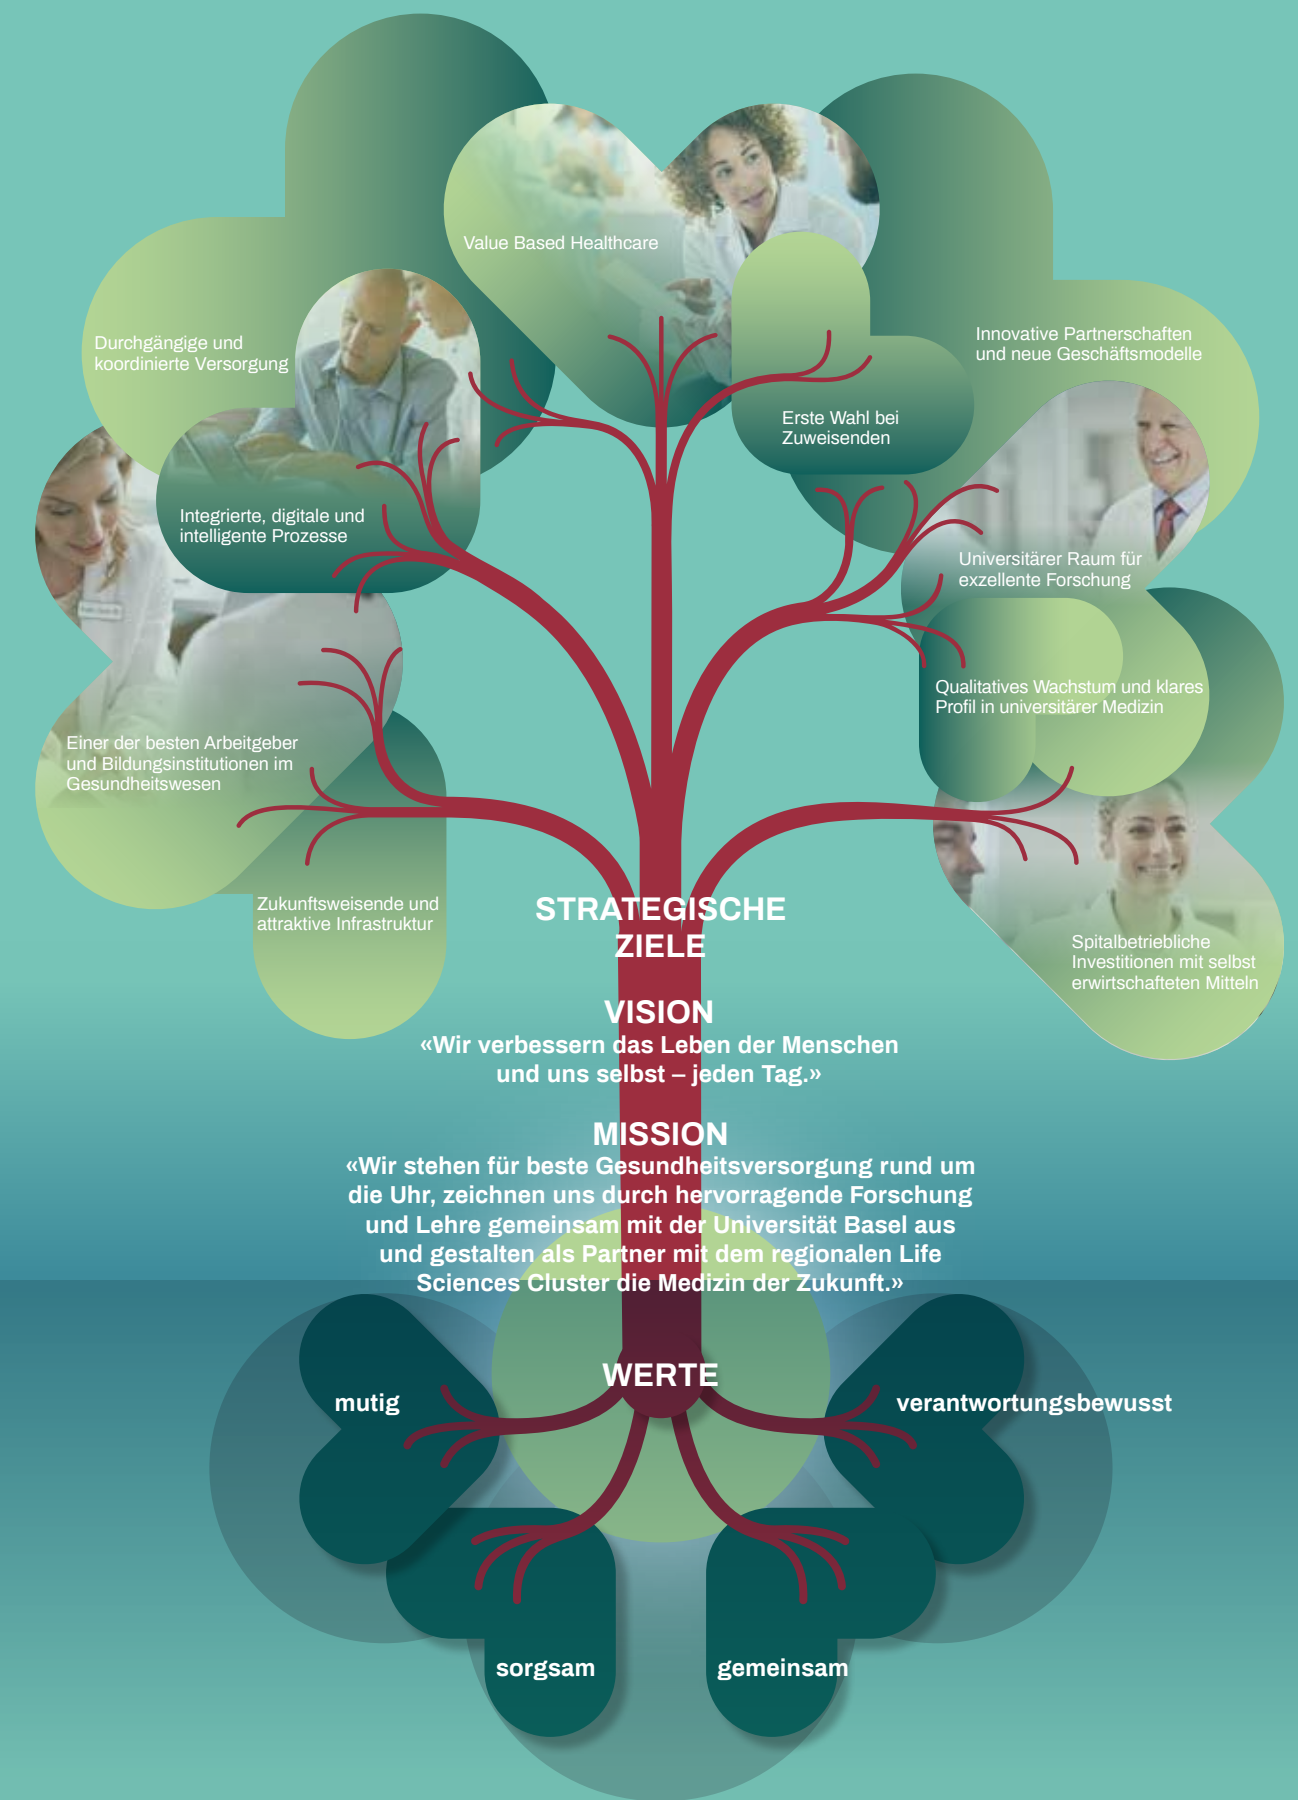 Value Based Healthcare
Durchgängige und
koordinierte Versorgung
Innovative Partnerschaften
und neue Geschäftsmodelle
Erste Wahl bei
Zuweisenden
Integrierte, digitale und
intelligente Prozesse
Universitärer Raum für
exzellente Forschung
Qualitatives Wachstum und klares
Profil in universitärer Medizin
Einer der besten Arbeitgeber
und Bildungsinstitutionen im
Gesundheitswesen
Zukunftsweisende und
attraktive Infrastruktur
Spitalbetriebliche
Investitionen mit selbst
erwirtschafteten Mitteln
STRATEGISCHE
ZIELE
VISION
«Wir verbessern das Leben der Menschen
und uns selbst – jeden Tag.»
MISSION
«Wir stehen für beste Gesundheitsversorgung rund um
die Uhr, zeichnen uns durch hervorragende Forschung
und Lehre gemeinsam mit der Universität Basel aus
und gestalten als Partner mit dem regionalen Life
Sciences Cluster die Medizin der Zukunft.»
WERTE
mutig
verantwortungsbewusst
sorgsam
gemeinsam